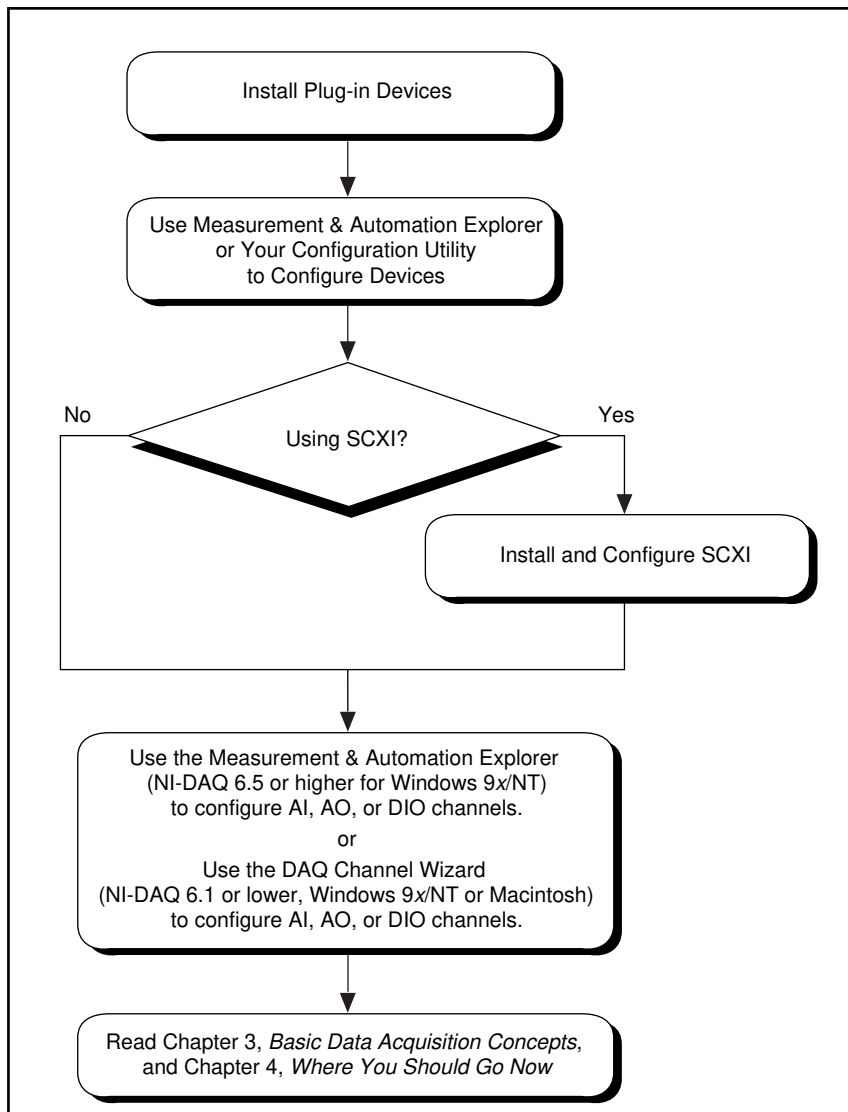 Install Plug-in Devices
Use Measurement & Automation Explorer
or Your Configuration Utility
to Configure Devices
No
Yes
Using SCXI?
Install and Configure SCXI
Use the Measurement & Automation Explorer
(NI-DAQ 6.5 or higher for Windows 9x/NT)
to configure AI, AO, or DIO channels.
or
Use the DAQ Channel Wizard
(NI-DAQ 6.1 or lower, Windows 9x/NT or Macintosh)
to configure AI, AO, or DIO channels.
Read Chapter 3, Basic Data Acquisition Concepts,
and Chapter 4, Where You Should Go Now